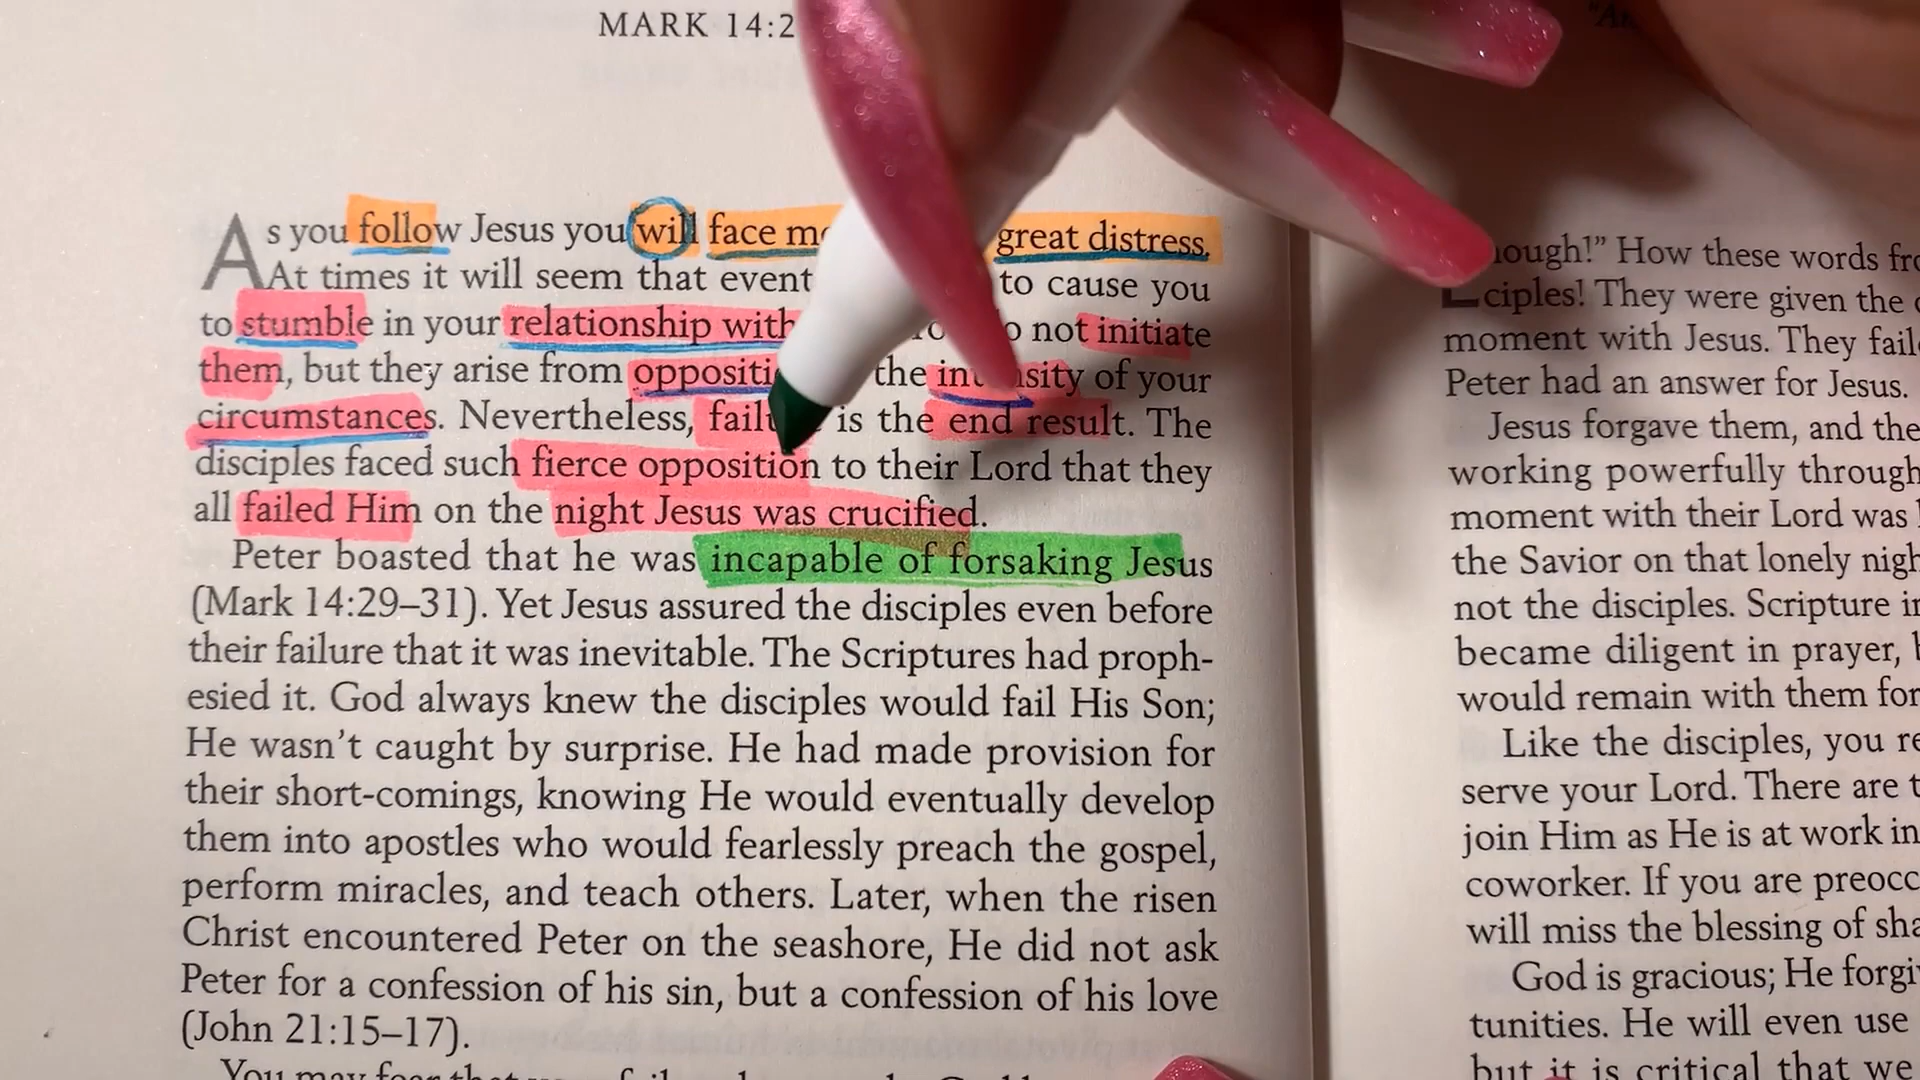 MARK 14:2
As you follow Jesus you will face great distress.
At times it will seem that event to cause you
to stumble in your relationship with not initiate
them, but they arise from the of your
circumstances. Nevertheless, is the end result. The
disciples faced such fierce opposition to their Lord that they
all failed Him on the night Jesus was crucified.
Peter boasted that he was incapable of forsaking Jesus
(Mark 14:29–31). Yet Jesus assured the disciples even before
their failure that it was inevitable. The Scriptures had proph-
esied it. God always knew the disciples would fail His Son;
He wasn't caught by surprise. He had made provision for
their short-comings, knowing He would eventually develop
them into apostles who would fearlessly preach the gospel,
perform miracles, and teach others. Later, when the risen
Christ encountered Peter on the seashore, He did not ask
Peter for a confession of his sin, but a confession of his love
(John 21:15–17).
You may fear that
ough!" How these words
ciples! They were given the
moment with Jesus. They
Peter had an answer for Jesus.
Jesus forgave them, and
working powerfully through
moment with their Lord was
the Savior on that lonely
not the disciples. Scripture
became diligent in prayer,
would remain with them for
Like the disciples, you
serve your Lord. There are
join Him as He is at work in
coworker. If you are
will miss the blessing of
God is gracious; He
tunities. He will even use
but it is critical that we